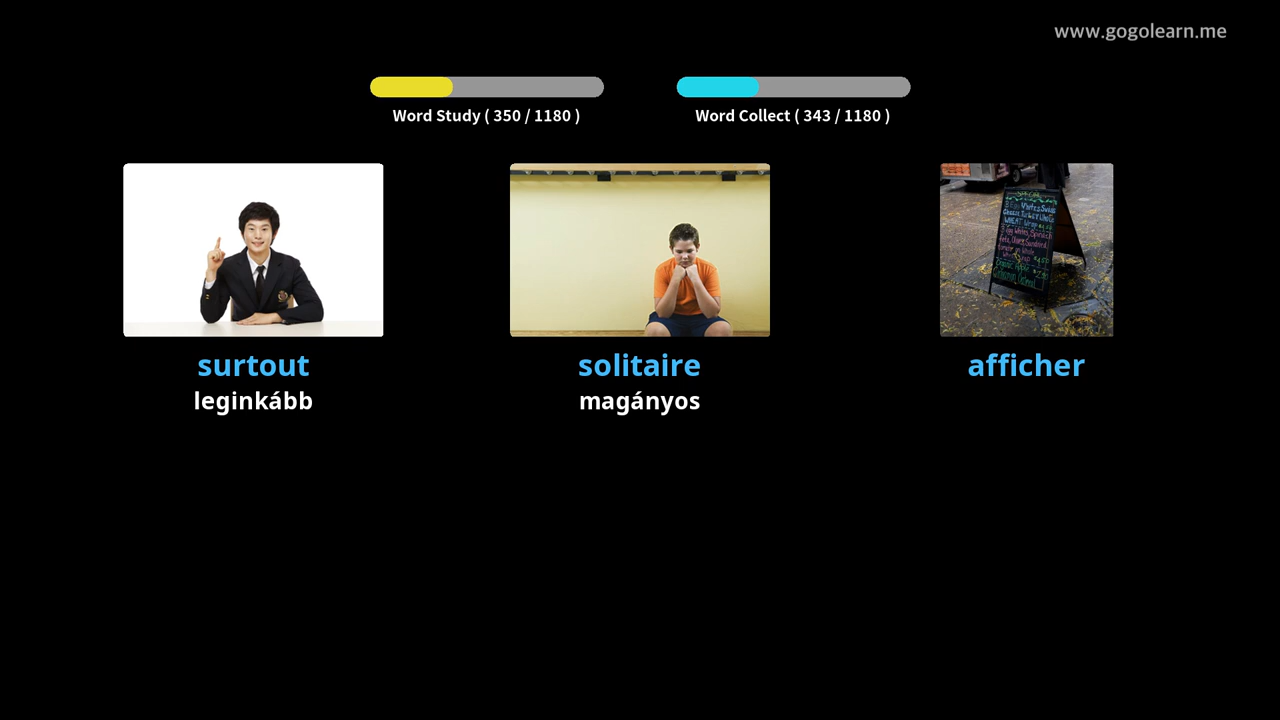 www.gogolearn.me
Word Study ( 350 / 1180 )
Word Collect ( 343 / 1180 )
surtout
leginkább
solitaire
magányos
afficher